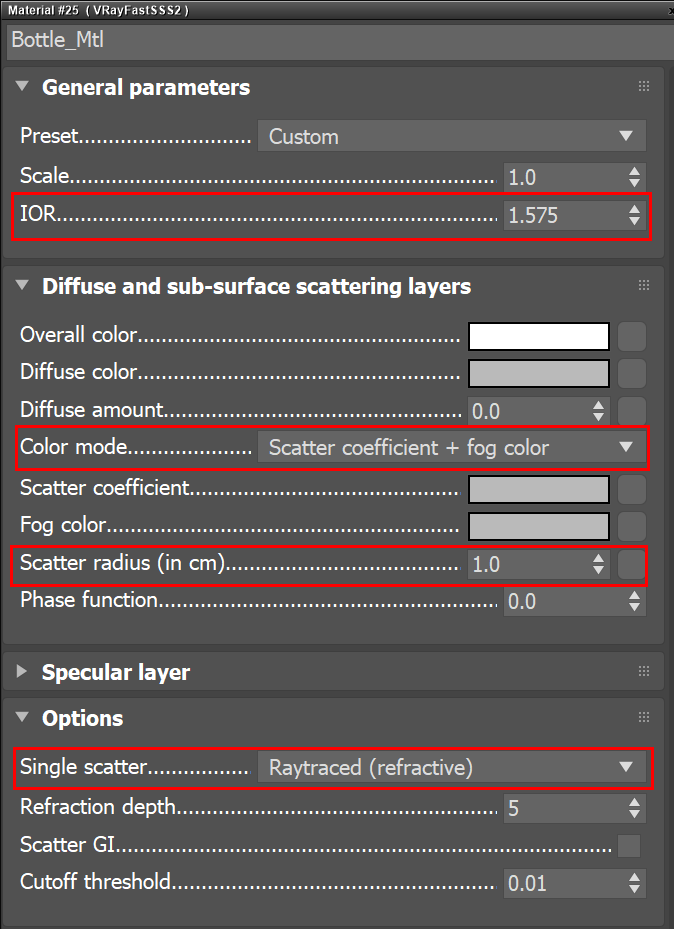 Material #25 ( VRayFastSSS2 )
Bottle_Mtl
General parameters
Preset............................. Custom
Scale....................................................................... 1.0
IOR......................................................................... 1.575
Diffuse and sub-surface scattering layers
Overall color......................................................
Diffuse color.......................................................
Diffuse amount.................................................. 0.0
Color mode..................... Scatter coefficient + fog color
Scatter coefficient..............................................
Fog color...........................................................
Scatter radius (in cm)........................................ 1.0
Phase function......................................................... 0.0
Specular layer
Options
Single scatter................. Raytraced (refractive)
Refraction depth...................................................... 5
Scatter GI...................................................................................
Cutoff threshold....................................................... 0.01